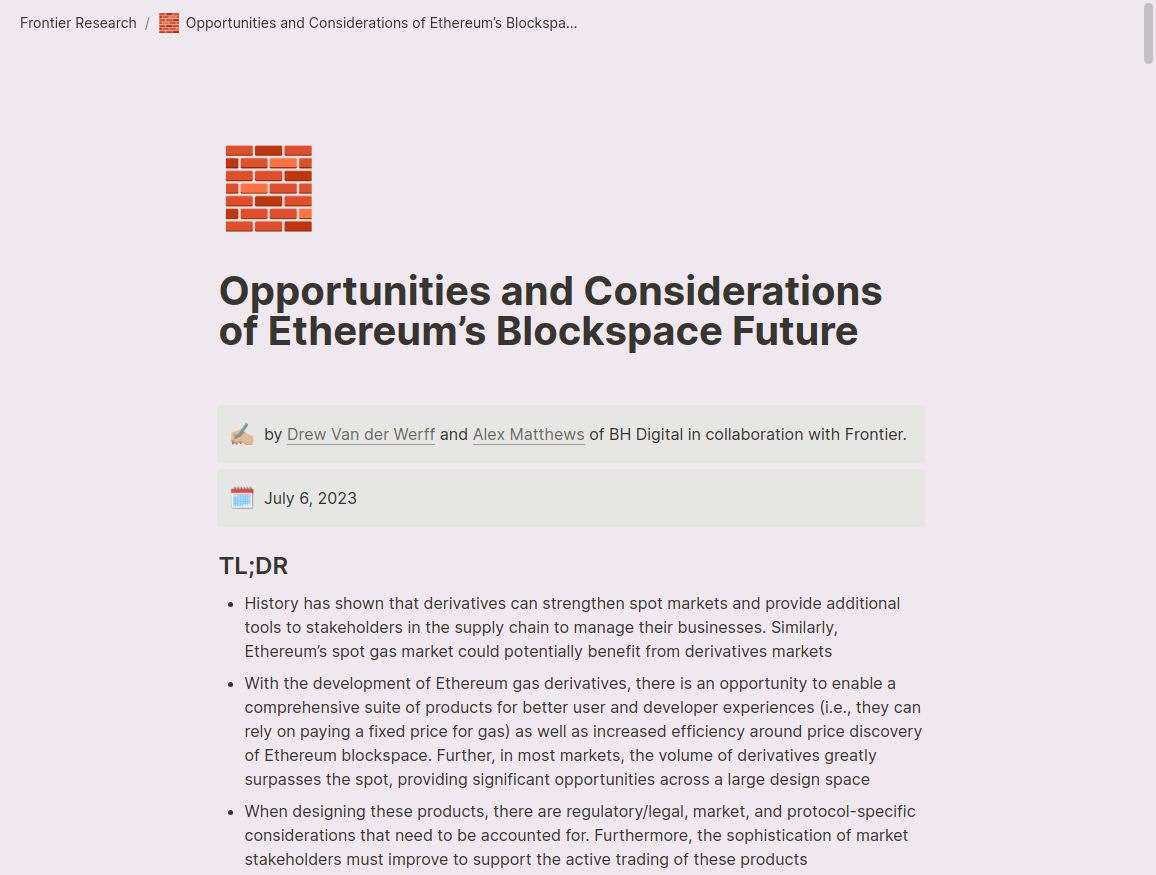 Frontier Research / Opportunities and Considerations of Ethereum’s Blockspa...
Opportunities and Considerations
of Ethereum’s Blockspace Future
by Drew Van der Werff and Alex Matthews of BH Digital in collaboration with Frontier.
July 6, 2023
TL;DR
• History has shown that derivatives can strengthen spot markets and provide additional
tools to stakeholders in the supply chain to manage their businesses. Similarly,
Ethereum’s spot gas market could potentially benefit from derivatives markets
• With the development of Ethereum gas derivatives, there is an opportunity to enable a
comprehensive suite of products for better user and developer experiences (i.e., they can
rely on paying a fixed price for gas) as well as increased efficiency around price discovery
of Ethereum blockspace. Further, in most markets, the volume of derivatives greatly
surpasses the spot, providing significant opportunities across a large design space
• When designing these products, there are regulatory/legal, market, and protocol-specific
considerations that need to be accounted for. Furthermore, the sophistication of market
stakeholders must improve to support the active trading of these products